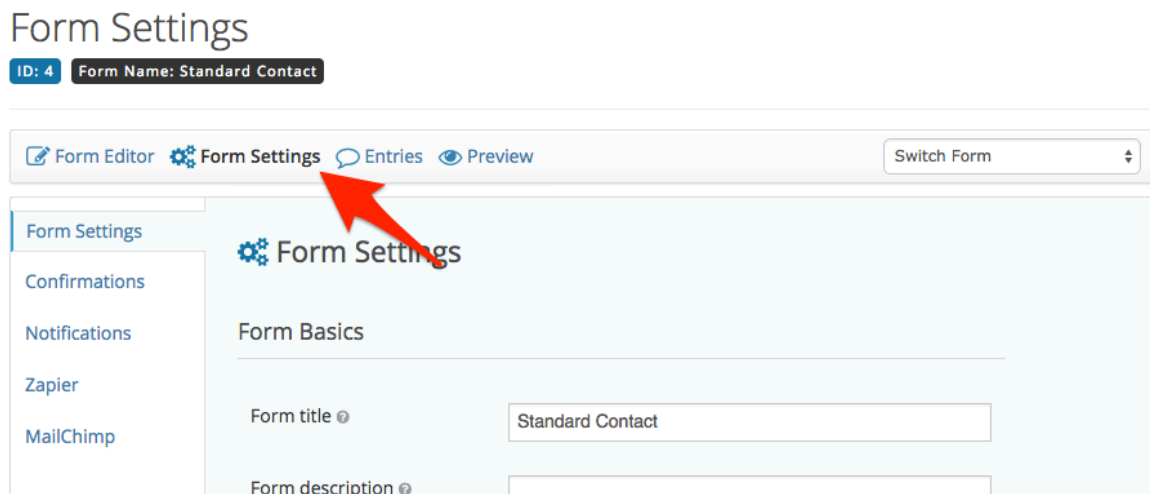 Form Settings
ID: 4 Form Name: Standard Contact
Form Editor Form Settings Entries Preview Switch Form
Form Settings
Confirmations
Notifications
Zapier
MailChimp
Form Settings
Form Basics
Form title
Standard Contact
Form description